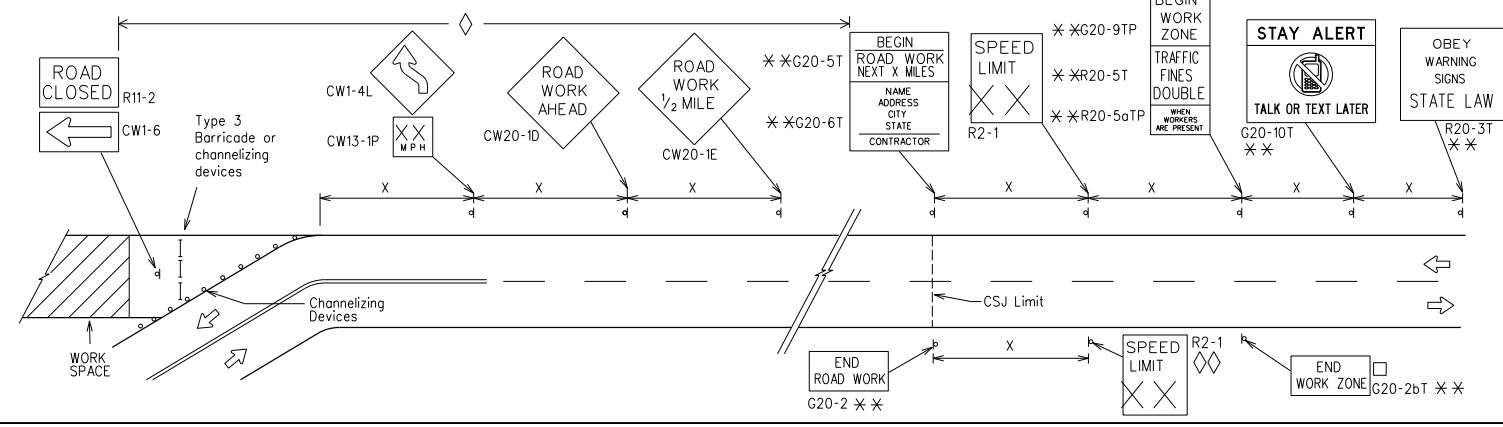 ROAD
CLOSED
R11-2
CW1-6
Type 3
Barricade or
channelizing
devices
CW1-4L
XX
MPH
CW13-1P
ROAD
WORK
AHEAD
CW20-1D
ROAD
WORK
1/2 MILE
CW20-1E
* *G20-5T
* *G20-6T
BEGIN
ROAD WORK
NEXT X MILES
NAME
ADDRESS
CITY
STATE
CONTRACTOR
SPEED
LIMIT
XX
R2-1
* *G20-9TP
* *R20-5T
* *R20-5aTP
BEGIN
WORK
ZONE
TRAFFIC
FINES
DOUBLE
WHEN
WORKERS
ARE PRESENT
STAY ALERT
TALK OR TEXT LATER
G20-10T
* *
OBEY
WARNING
SIGNS
STATE LAW
R20-3T
* *
X
X
X
X
X
X
X
Channelizing
Devices
WORK
SPACE
CSJ Limit
X
END
ROAD WORK
G20-2 * *
SPEED
LIMIT
XX
R2-1
END
WORK ZONE
G20-2bT * *